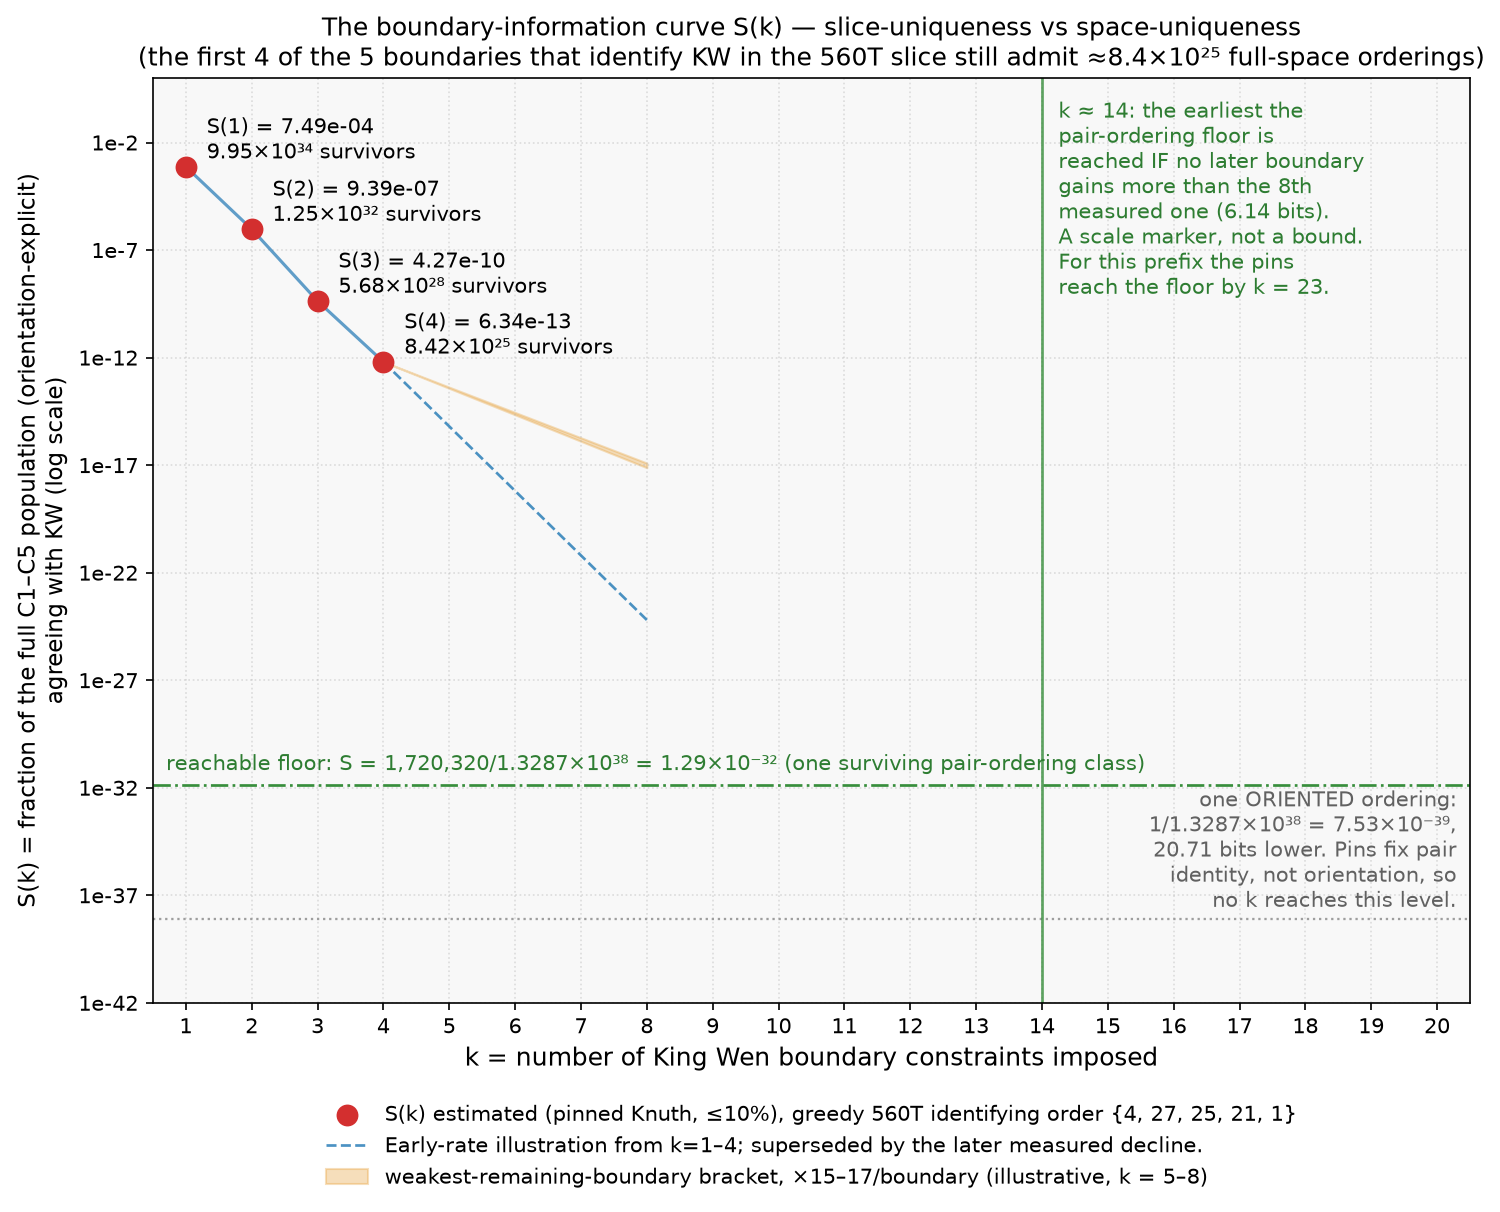 The boundary-information curve S(k) — slice-uniqueness vs space-uniqueness
(the first 4 of the 5 boundaries that identify KW in the 560T slice still admit ≈8.4×10²⁵ full-space orderings)
S(k) = fraction of the full C1–C5 population (orientation-explicit)
agreeing with KW (log scale)
1e-2
1e-7
1e-12
1e-17
1e-22
1e-27
1e-32
1e-37
1e-42
S(1) = 7.49e-04
9.95×10³⁴ survivors
S(2) = 9.39e-07
1.25×10³² survivors
S(3) = 4.27e-10
5.68×10²⁸ survivors
S(4) = 6.34e-13
8.42×10²⁵ survivors
k ≈ 14: the earliest the
pair-ordering floor is
reached IF no later boundary
gains more than the 8th
measured one (6.14 bits).
A scale marker, not a bound.
For this prefix the pins
reach the floor by k = 23.
reachable floor: S = 1,720,320/1.3287×10³⁸ = 1.29×10⁻³² (one surviving pair-ordering class)
one ORIENTED ordering:
1/1.3287×10³⁸ = 7.53×10⁻³⁹,
20.71 bits lower. Pins fix pair
identity, not orientation, so
no k reaches this level.
1 2 3 4 5 6 7 8 9 10 11 12 13 14 15 16 17 18 19 20
k = number of King Wen boundary constraints imposed
S(k) estimated (pinned Knuth, ≤10%), greedy 560T identifying order {4, 27, 25, 21, 1}
Early-rate illustration from k=1–4; superseded by the later measured decline.
weakest-remaining-boundary bracket, ×15–17/boundary (illustrative, k = 5–8)